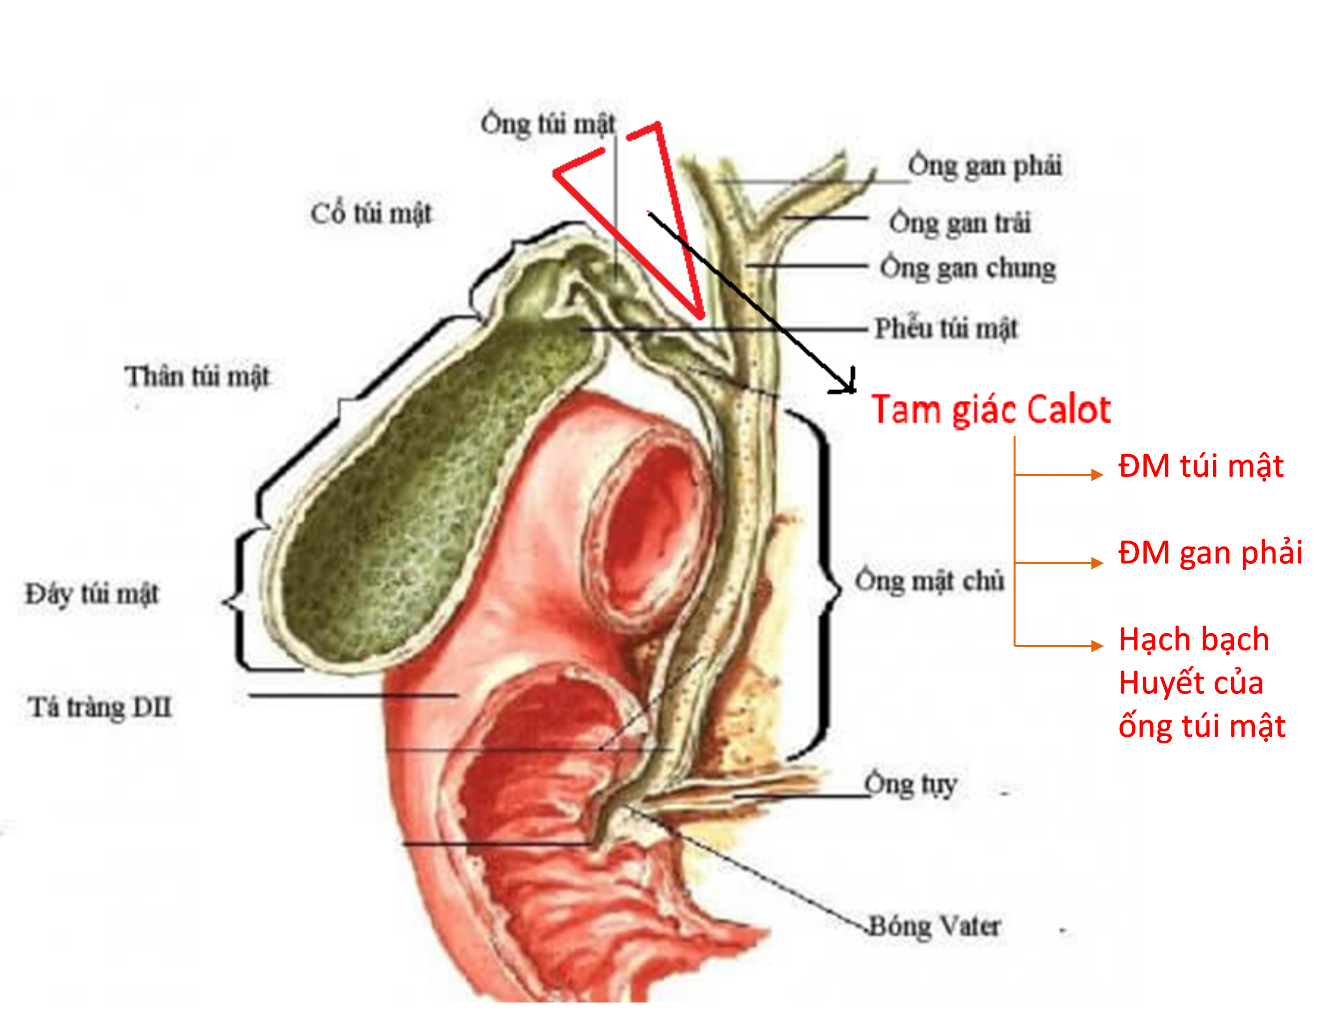 Ống túi mật
Ống gan phải
Cổ túi mật
Ống gan trái
Ống gan chung
Phễu túi mật
Thân túi mật
Tam giác Calot
ĐM túi mật
ĐM gan phải
Ống mật chủ
Đáy túi mật
Hạch bạch
Huyết của
ống túi mật
Tá tràng DII
Ống tụy
Bóng Vater